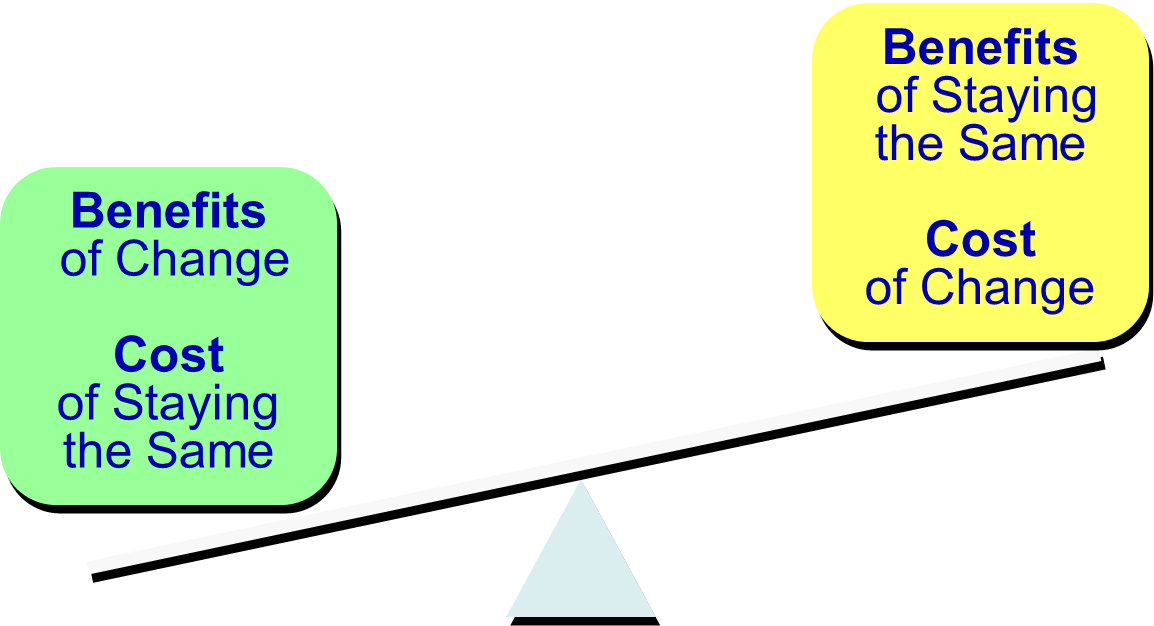 Benefits
of Change
Cost
of Staying
the Same
Benefits
of Staying
the Same
Cost
of Change